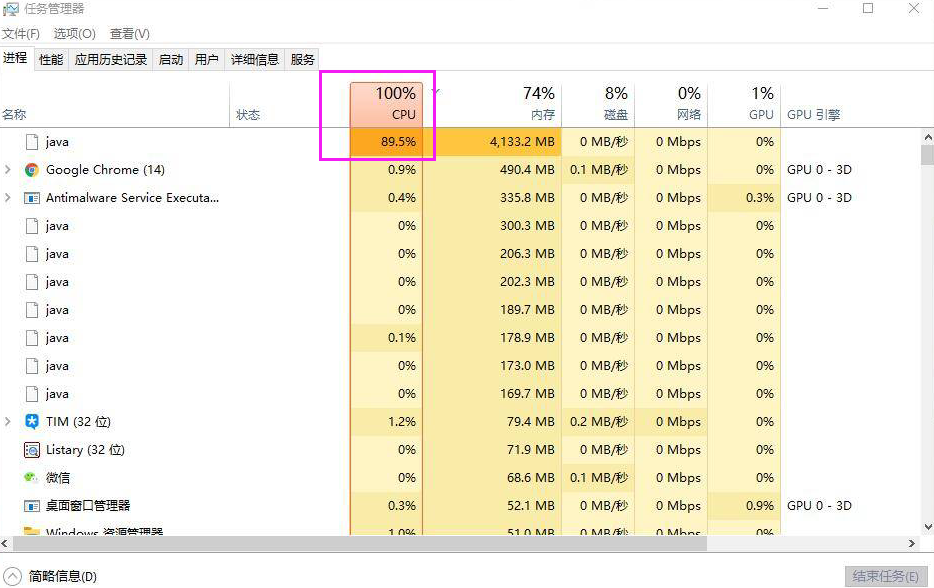 任务管理器
文件(F) 选项(O) 查看(V)
进程 性能 应用历史记录 启动 用户 详细信息 服务
100% 74% 8% 0% 1%
名称 状态 CPU 内存 磁盘 网络 GPU GPU 引擎
java 89.5% 4,133.2 MB 0 MB/秒 0 Mbps 0%
Google Chrome (14) 0.9% 490.4 MB 0.1 MB/秒 0 Mbps 0% GPU 0 - 3D
Antimalware Service Executa... 0.4% 335.8 MB 0 MB/秒 0 Mbps 0.3% GPU 0 - 3D
java 0% 300.3 MB 0 MB/秒 0 Mbps 0%
java 0% 206.3 MB 0 MB/秒 0 Mbps 0%
java 0% 202.3 MB 0 MB/秒 0 Mbps 0%
java 0% 189.7 MB 0 MB/秒 0 Mbps 0%
java 0.1% 178.9 MB 0 MB/秒 0 Mbps 0%
java 0% 173.0 MB 0 MB/秒 0 Mbps 0%
java 0% 169.7 MB 0 MB/秒 0 Mbps 0%
TIM (32 位) 1.2% 79.4 MB 0.2 MB/秒 0 Mbps 0%
Listary (32 位) 0% 71.9 MB 0 MB/秒 0 Mbps 0%
微信 0% 68.6 MB 0.1 MB/秒 0 Mbps 0%
桌面窗口管理器 0.3% 52.1 MB 0 MB/秒 0 Mbps 0.9% GPU 0 - 3D
Windows 资源管理器 1.0% 51.0 MB 0 MB/秒 0 Mbps 0%
简略信息(D) 结束任务(E)